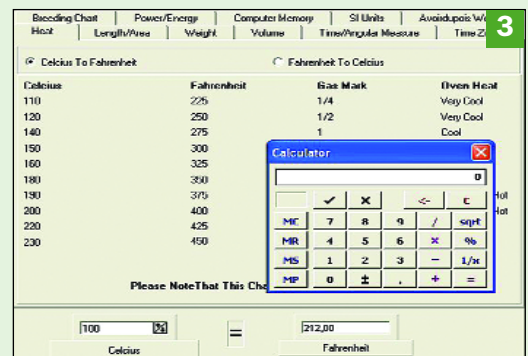 Breeding Chart Power/Energy Computer Memory SI Units Avoirdupois
Heat Length/Area Weight Volume Time/Angular Measure Time
3
Celcius To Fahrenheit Fahrenheit To Celcius
Celcius Fahrenheit Gas Mark Oven Heat
110 225 1/4 Very Cool
120 250 1/2 Very Cool
140 275 1 Cool
150 300
160 325
180 350
190 375 Hot
200 400 Hot
220 425
230 450
Calculator
0
✓ × <- C
MC 7 8 9 / sqrt
MR 4 5 6 × %
MS 1 2 3 - 1/x
MP 0 ± , + =
Please NoteThat This Cha
100 % = 212,00
Celcius Fahrenheit